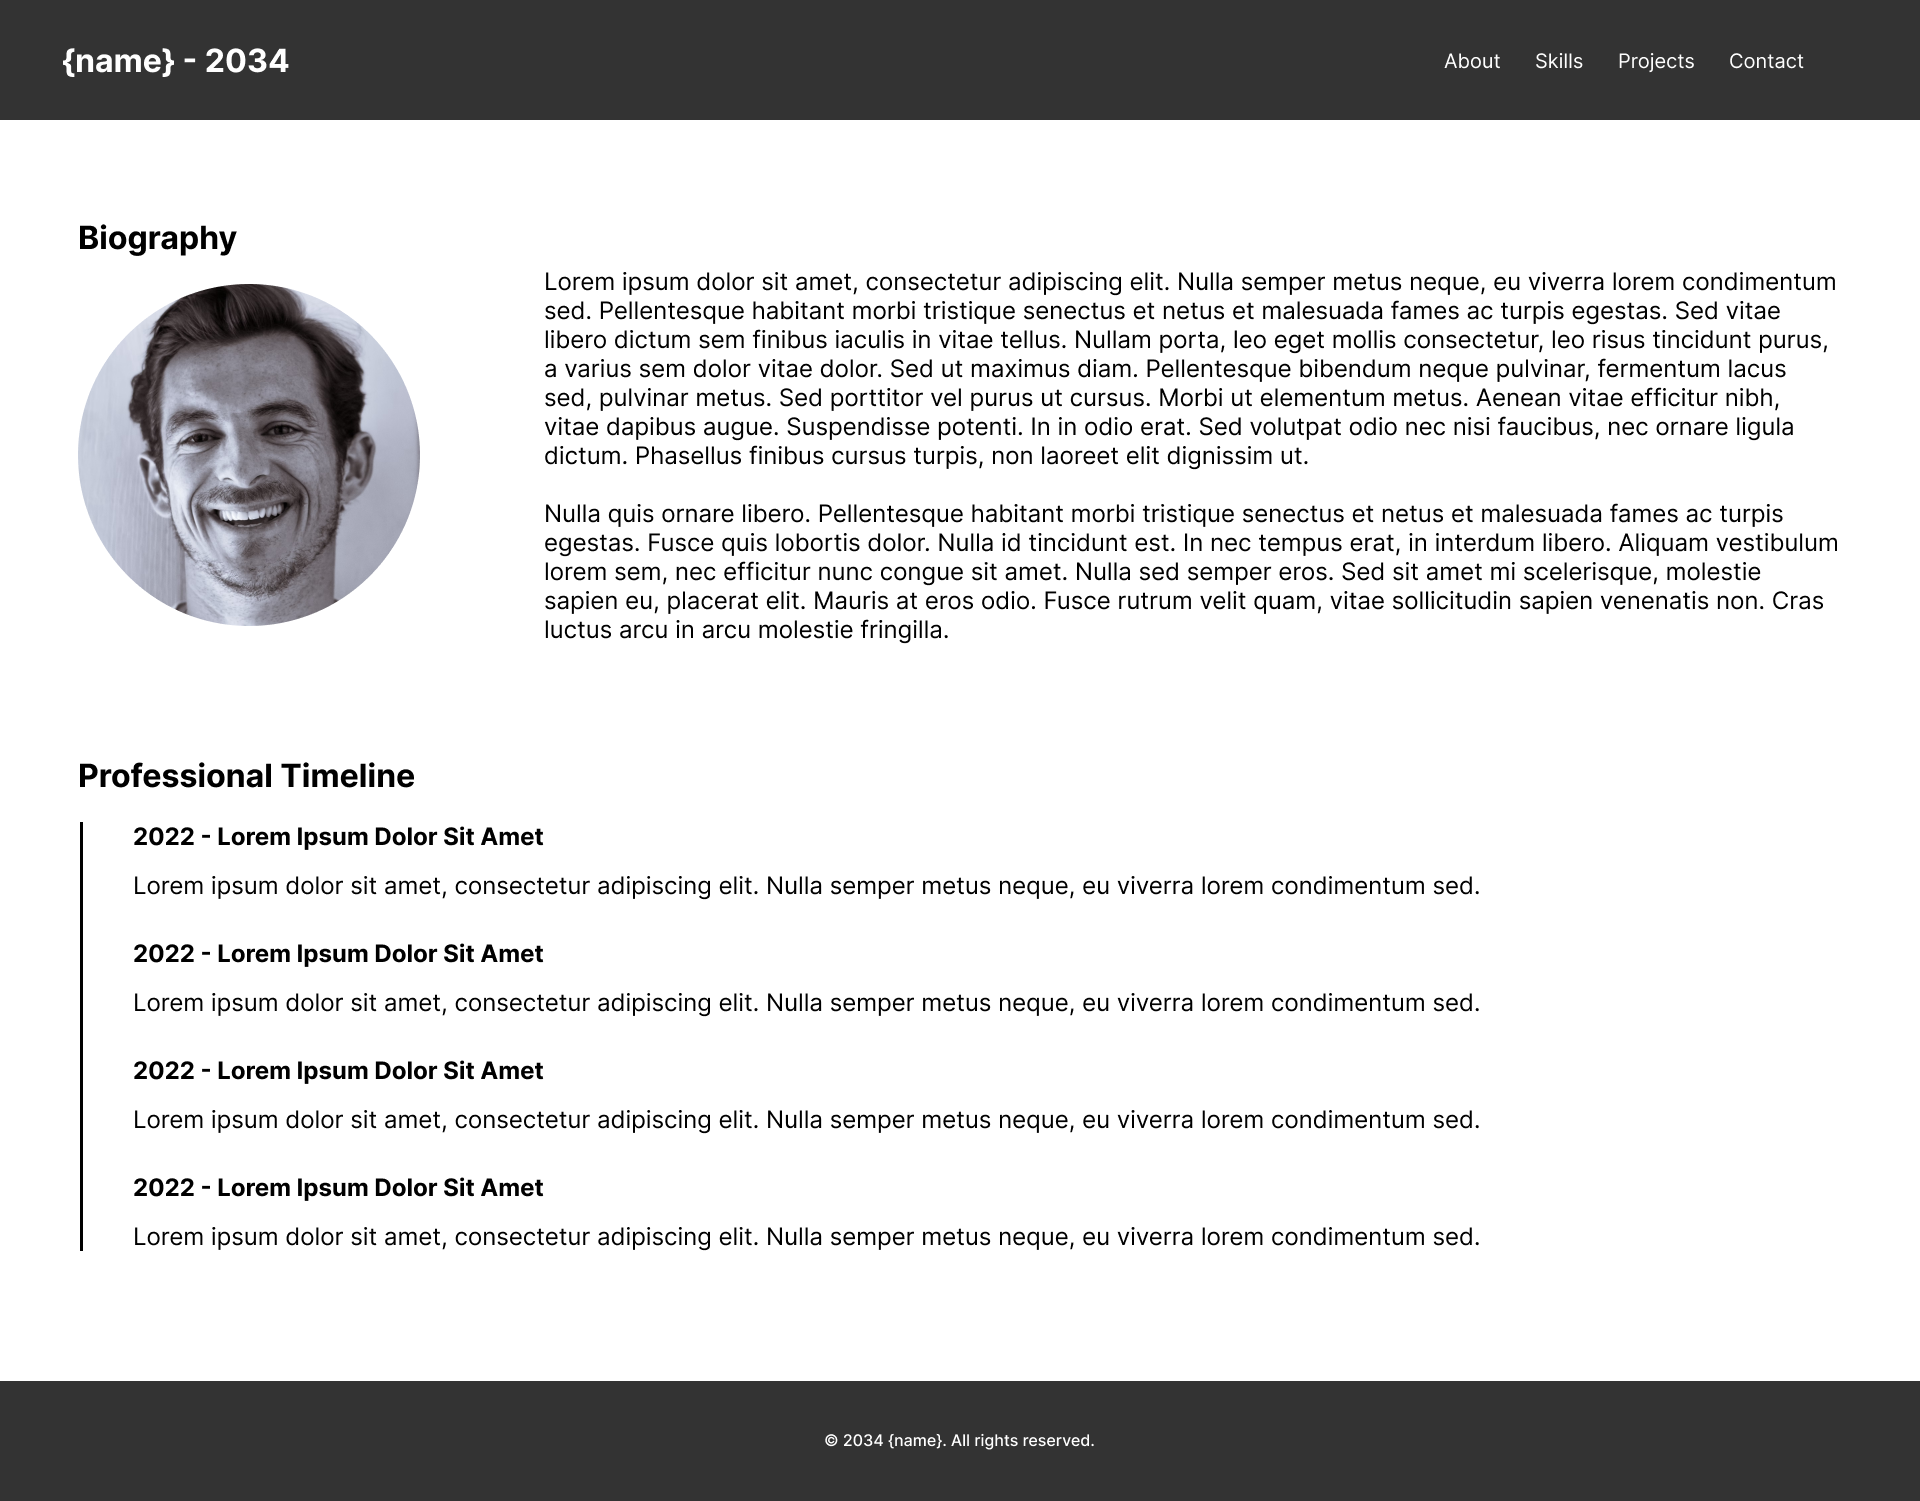 {name} - 2034
About Skills Projects Contact
Biography
Lorem ipsum dolor sit amet, consectetur adipiscing elit. Nulla semper metus neque, eu viverra lorem condimentum
sed. Pellentesque habitant morbi tristique senectus et netus et malesuada fames ac turpis egestas. Sed vitae
libero dictum sem finibus iaculis in vitae tellus. Nullam porta, leo eget mollis consectetur, leo risus tincidunt purus,
a varius sem dolor vitae dolor. Sed ut maximus diam. Pellentesque bibendum neque pulvinar, fermentum lacus
sed, pulvinar metus. Sed porttitor vel purus ut cursus. Morbi ut elementum metus. Aenean vitae efficitur nibh,
vitae dapibus augue. Suspendisse potenti. In in odio erat. Sed volutpat odio nec nisi faucibus, nec ornare ligula
dictum. Phasellus finibus cursus turpis, non laoreet elit dignissim ut.
Nulla quis ornare libero. Pellentesque habitant morbi tristique senectus et netus et malesuada fames ac turpis
egestas. Fusce quis lobortis dolor. Nulla id tincidunt est. In nec tempus erat, in interdum libero. Aliquam vestibulum
lorem sem, nec efficitur nunc congue sit amet. Nulla sed semper eros. Sed sit amet mi scelerisque, molestie
sapien eu, placerat elit. Mauris at eros odio. Fusce rutrum velit quam, vitae sollicitudin sapien venenatis non. Cras
luctus arcu in arcu molestie fringilla.
Professional Timeline
2022 - Lorem Ipsum Dolor Sit Amet
Lorem ipsum dolor sit amet, consectetur adipiscing elit. Nulla semper metus neque, eu viverra lorem condimentum sed.
2022 - Lorem Ipsum Dolor Sit Amet
Lorem ipsum dolor sit amet, consectetur adipiscing elit. Nulla semper metus neque, eu viverra lorem condimentum sed.
2022 - Lorem Ipsum Dolor Sit Amet
Lorem ipsum dolor sit amet, consectetur adipiscing elit. Nulla semper metus neque, eu viverra lorem condimentum sed.
2022 - Lorem Ipsum Dolor Sit Amet
Lorem ipsum dolor sit amet, consectetur adipiscing elit. Nulla semper metus neque, eu viverra lorem condimentum sed.
© 2034 {name}. All rights reserved.